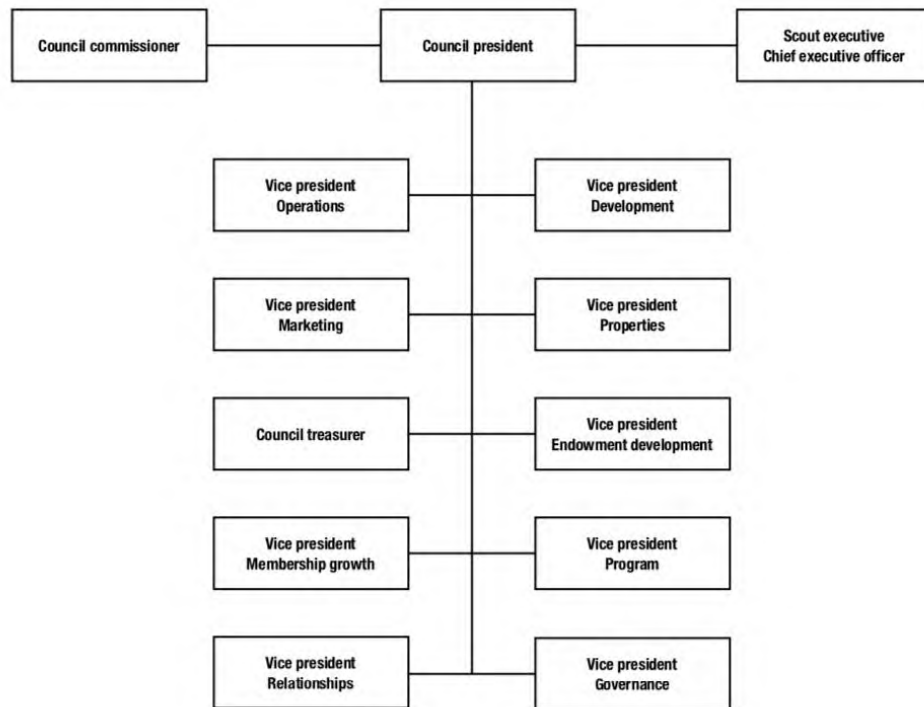 Council commissioner
Council president
Scout executive
Chief executive officer
Vice president
Operations
Vice president
Development
Vice president
Marketing
Vice president
Properties
Council treasurer
Vice president
Endowment development
Vice president
Membership growth
Vice president
Program
Vice president
Relationships
Vice president
Governance